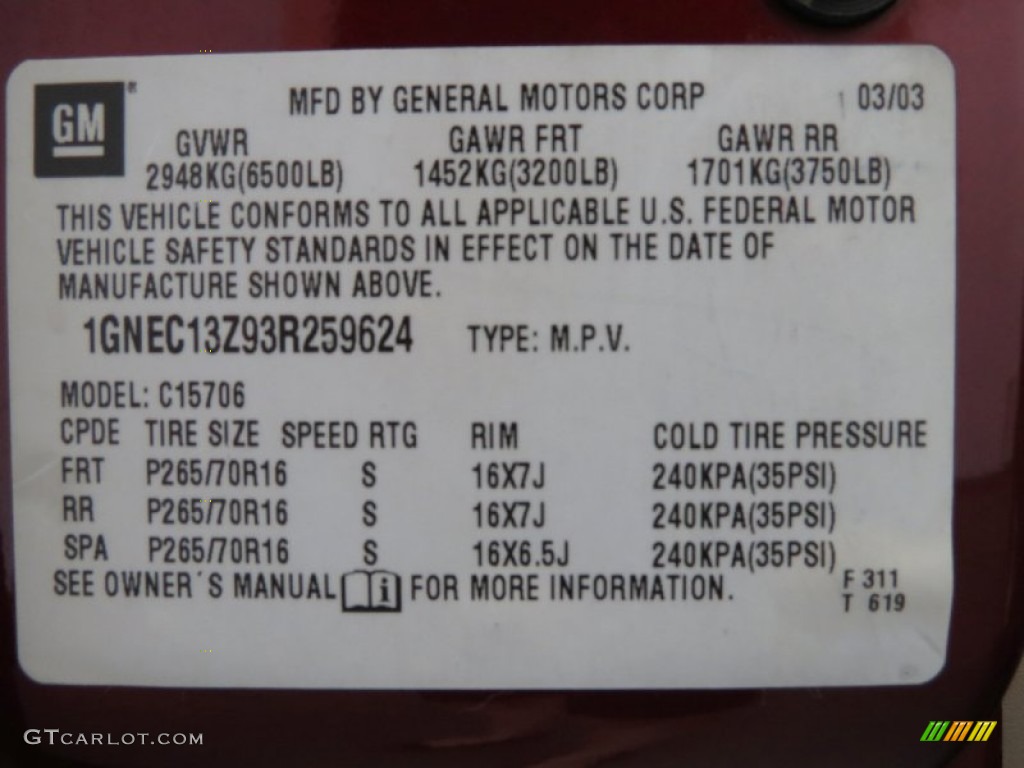 GM®
MFD BY GENERAL MOTORS CORP 03/03
GVWR GAWR FRT GAWR RR
2948KG(6500LB) 1452KG(3200LB) 1701KG(3750LB)
THIS VEHICLE CONFORMS TO ALL APPLICABLE U.S. FEDERAL MOTOR
VEHICLE SAFETY STANDARDS IN EFFECT ON THE DATE OF
MANUFACTURE SHOWN ABOVE.
1GNEC13Z93R259624 TYPE: M.P.V.
MODEL: C15706
CPDE TIRE SIZE SPEED RTG RIM COLD TIRE PRESSURE
FRT P265/70R16 S 16X7J 240KPA(35PSI)
RR P265/70R16 S 16X7J 240KPA(35PSI)
SPA P265/70R16 S 16X6.5J 240KPA(35PSI)
SEE OWNER'S MANUAL i FOR MORE INFORMATION.
F 311
T 619
GTCARLOT.COM